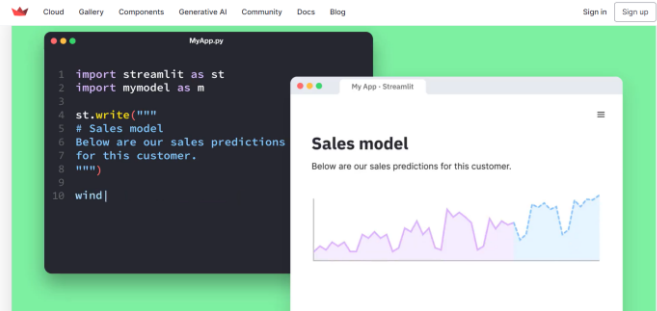 Cloud Gallery Components Generative AI Community Docs Blog Sign in Sign up
MyApp.py
1 import streamlit as st
2 import mymodel as m
3
4 st.write("""
5 # Sales model
6 Below are our sales predictions
7 for this customer.
8 """)
9
10 wind
My App · Streamlit
Sales model
Below are our sales predictions for this customer.